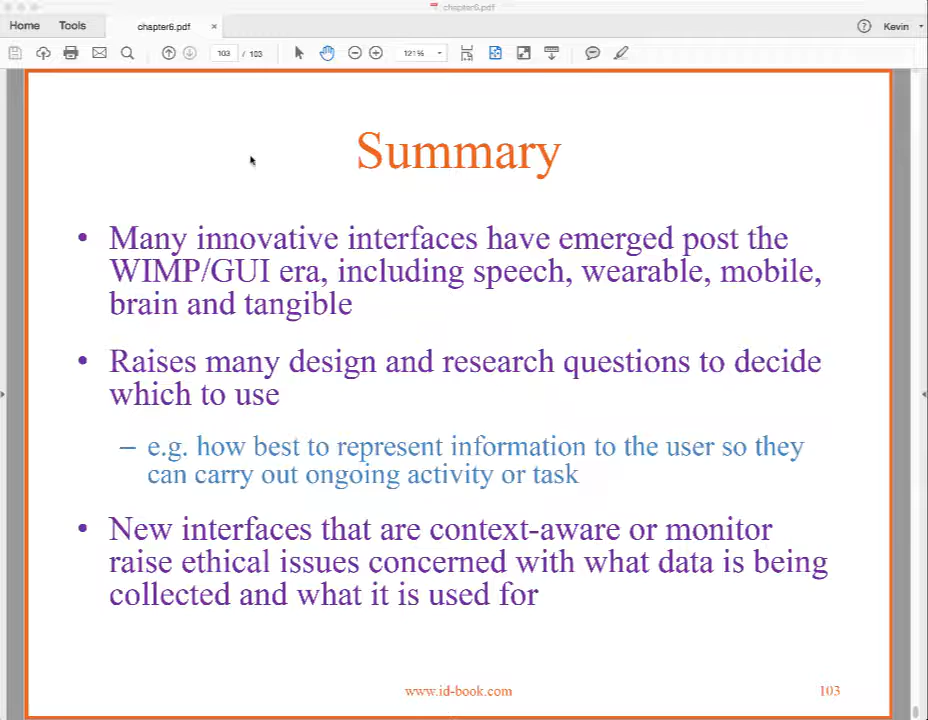 chapter6.pdf
Home Tools chapter6.pdf × ? Kevin
103 / 103 121%
Summary
• Many innovative interfaces have emerged post the
WIMP/GUI era, including speech, wearable, mobile,
brain and tangible
• Raises many design and research questions to decide
which to use
– e.g. how best to represent information to the user so they
can carry out ongoing activity or task
• New interfaces that are context-aware or monitor
raise ethical issues concerned with what data is being
collected and what it is used for
www.id-book.com 103